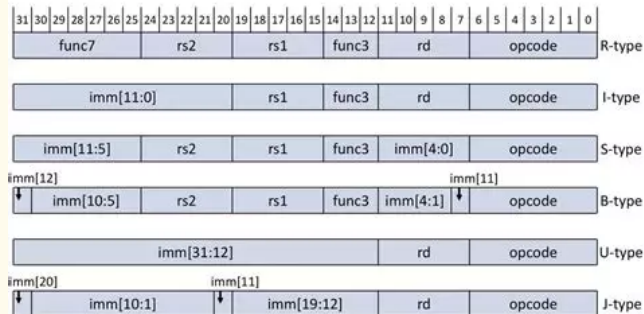 31 30 29 28 27 26 25 24 23 22 21 20 19 18 17 16 15 14 13 12 11 10 9 8 7 6 5 4 3 2 1 0
func7 rs2 rs1 func3 rd opcode R-type
imm[11:0] rs1 func3 rd opcode I-type
imm[11:5] rs2 rs1 func3 imm[4:0] opcode S-type
imm[12] imm[11]
imm[10:5] rs2 rs1 func3 imm[4:1] opcode B-type
imm[31:12] rd opcode U-type
imm[20] imm[11]
imm[10:1] imm[19:12] rd opcode J-type